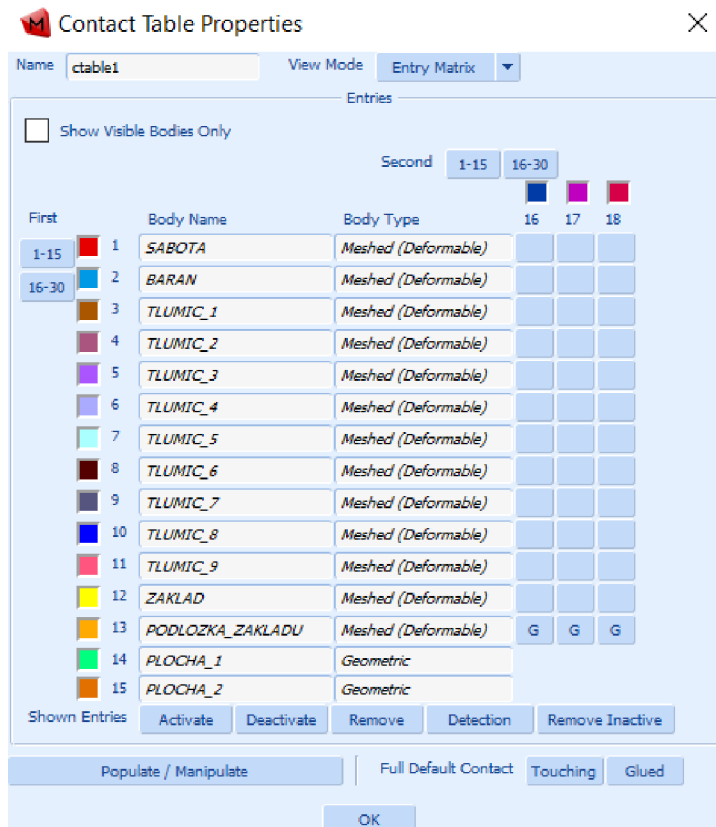 Contact Table Properties
Name ctable1 View Mode Entry Matrix
Entries
Show Visible Bodies Only
Second 1-15 16-30
First Body Name Body Type 16 17 18
1-15 1 SABOTA Meshed (Deformable)
16-30 2 BARAN Meshed (Deformable)
3 TLUMIC_1 Meshed (Deformable)
4 TLUMIC_2 Meshed (Deformable)
5 TLUMIC_3 Meshed (Deformable)
6 TLUMIC_4 Meshed (Deformable)
7 TLUMIC_5 Meshed (Deformable)
8 TLUMIC_6 Meshed (Deformable)
9 TLUMIC_7 Meshed (Deformable)
10 TLUMIC_8 Meshed (Deformable)
11 TLUMIC_9 Meshed (Deformable)
12 ZAKLAD Meshed (Deformable)
13 PODLOZKA_ZAKLADU Meshed (Deformable) G G G
14 PLOCHA_1 Geometric
15 PLOCHA_2 Geometric
Shown Entries Activate Deactivate Remove Detection Remove Inactive
Populate / Manipulate Full Default Contact Touching Glued
OK